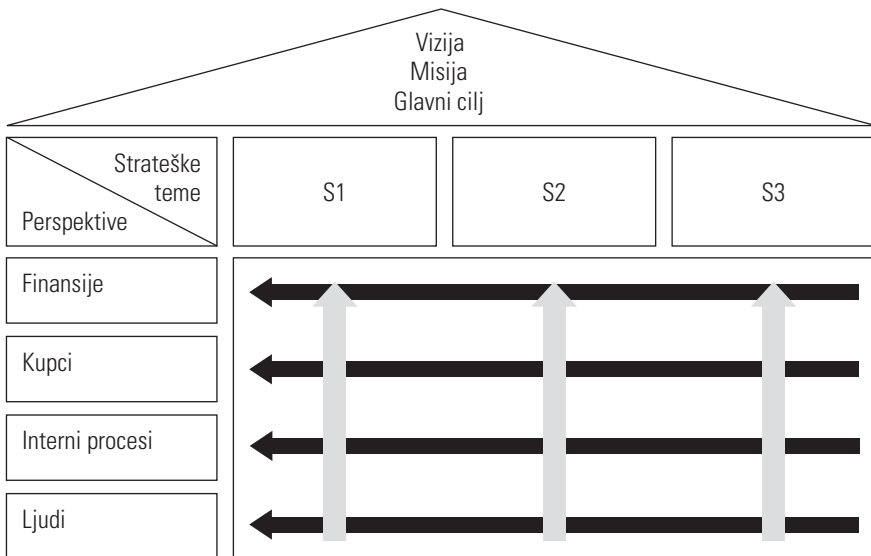 Vizija
Misija
Glavni cilj
Strateške
teme
Perspektive
S1
S2
S3
Finansije
Kupci
Interni procesi
Ljudi